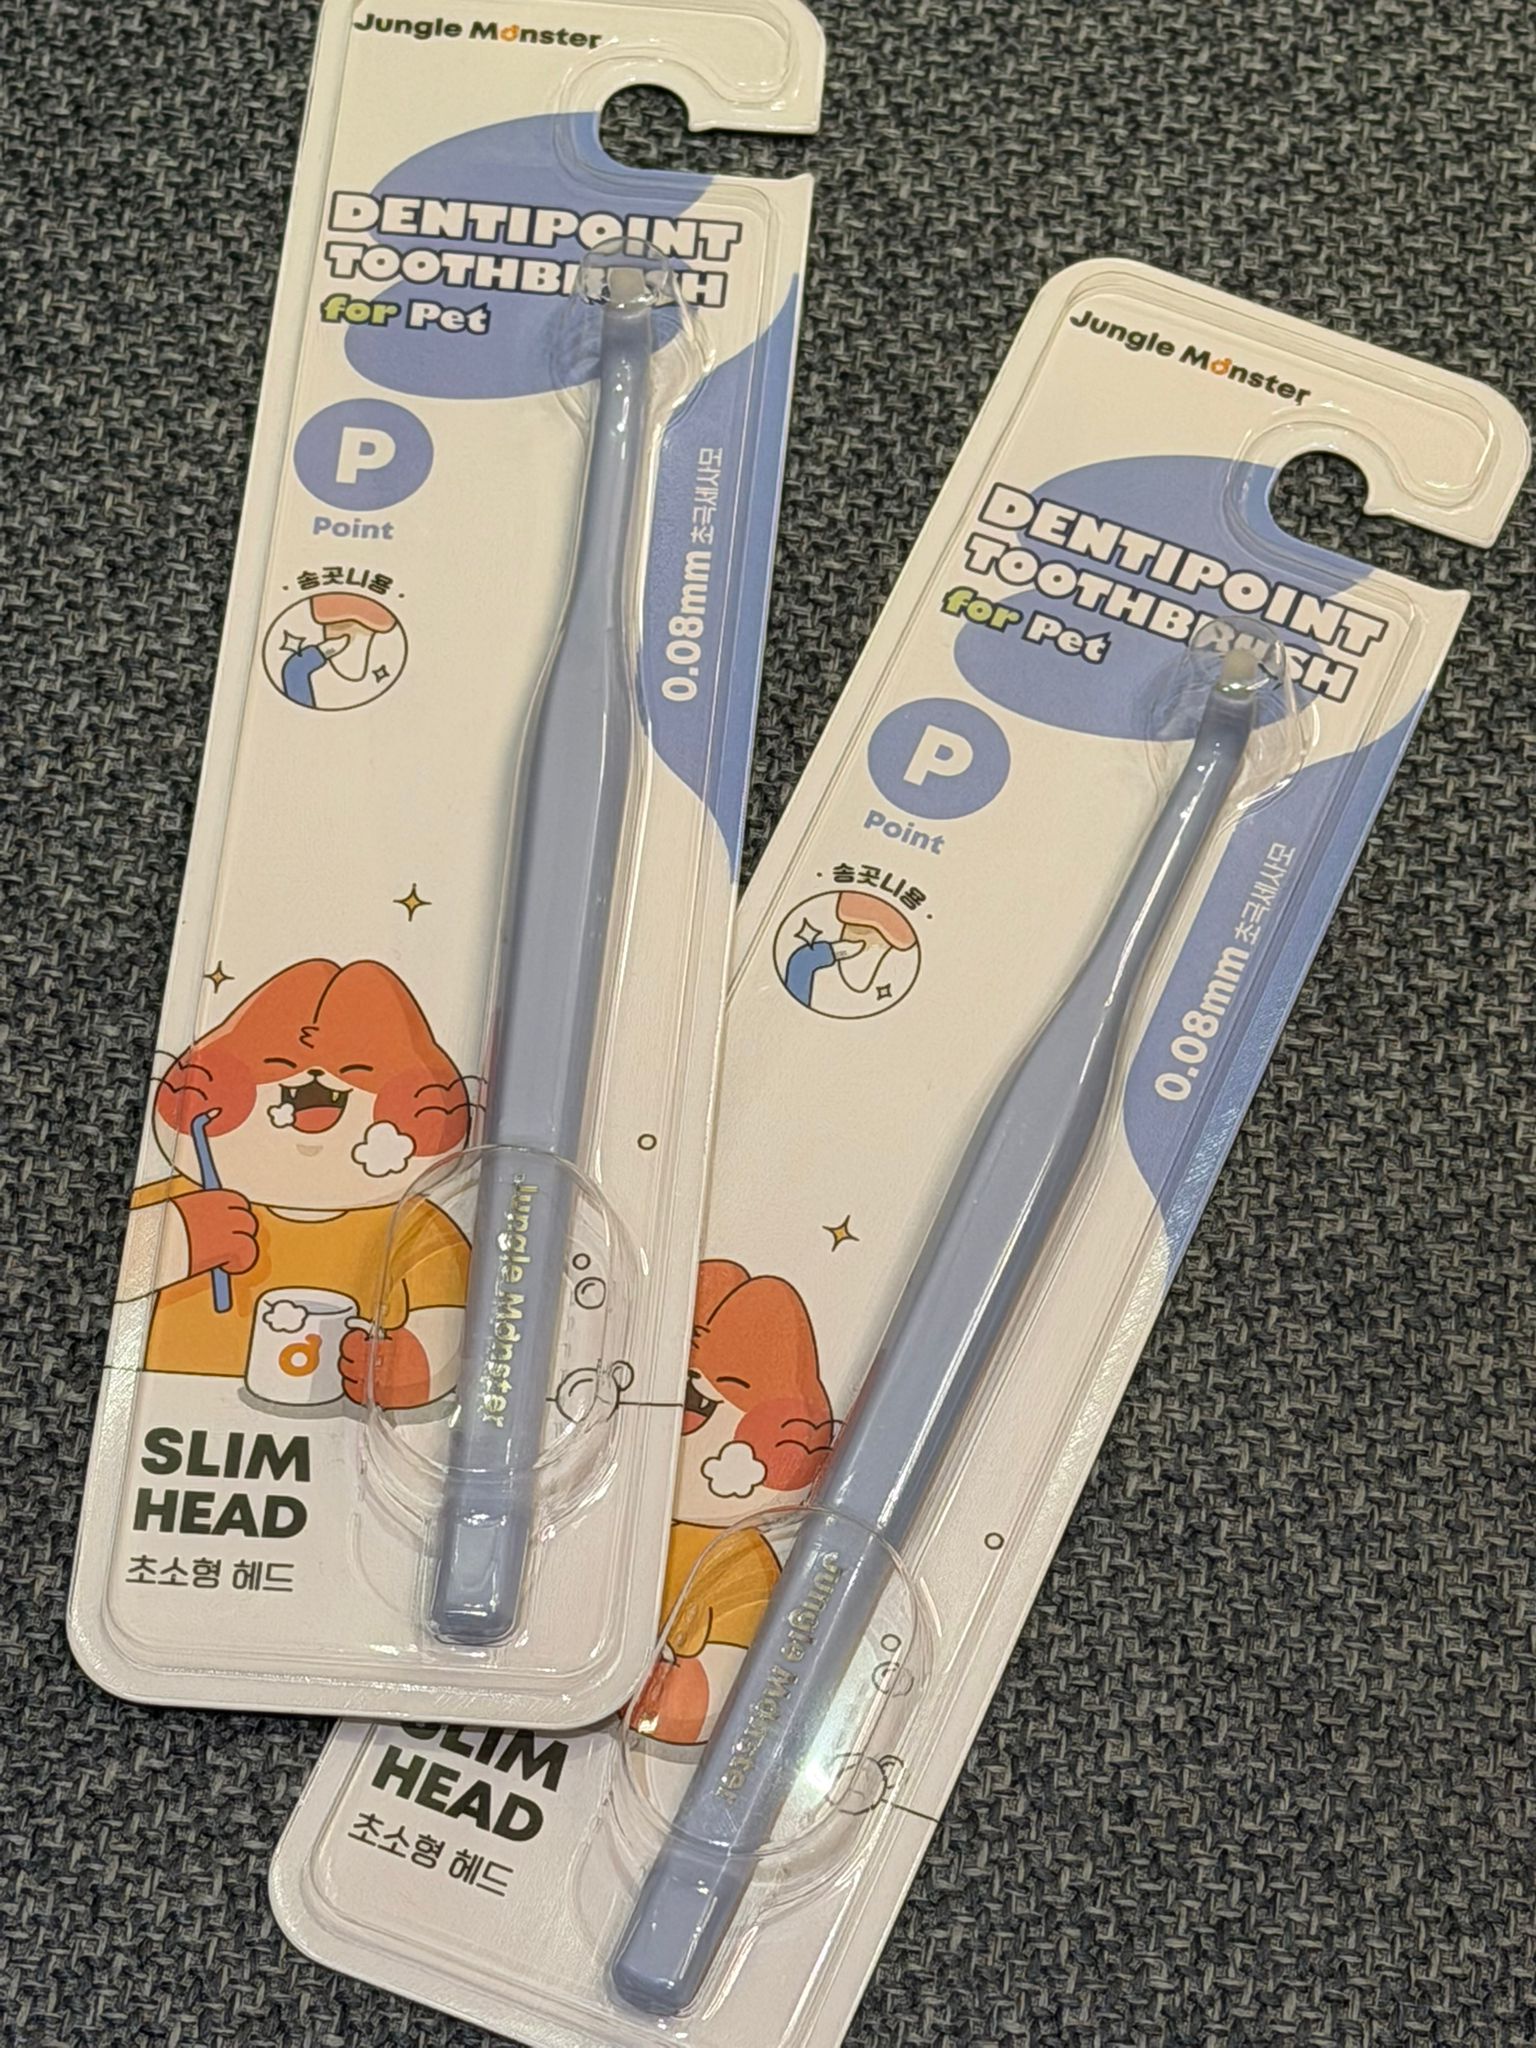 Jungle Monster
DENTIPOINT
TOOTHBRUSH
for Pet
P
Point
· 송곳니용 ·
0.08mm 초극세사모
Jungle Monster
SLIM
HEAD
초소형 헤드
Jungle Monster
DENTIPOINT
TOOTHBRUSH
for Pet
P
Point
· 송곳니용 ·
0.08mm 초극세사모
Jungle Monster
SLIM
HEAD
초소형 헤드